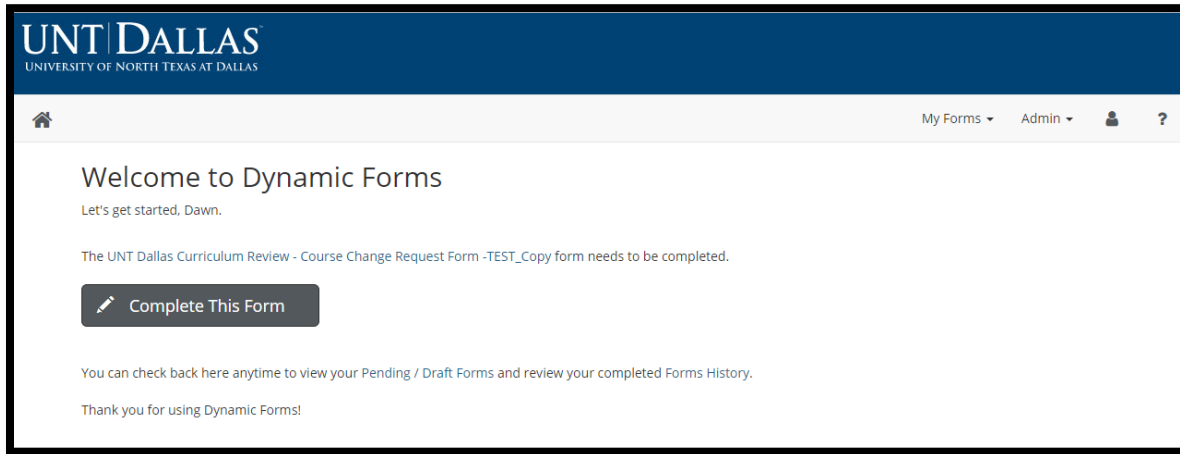 UNT DALLAS
UNIVERSITY OF NORTH TEXAS AT DALLAS
My Forms Admin ?
Welcome to Dynamic Forms
Let's get started, Dawn.
The UNT Dallas Curriculum Review - Course Change Request Form -TEST_Copy form needs to be completed.
Complete This Form
You can check back here anytime to view your Pending / Draft Forms and review your completed Forms History.
Thank you for using Dynamic Forms!